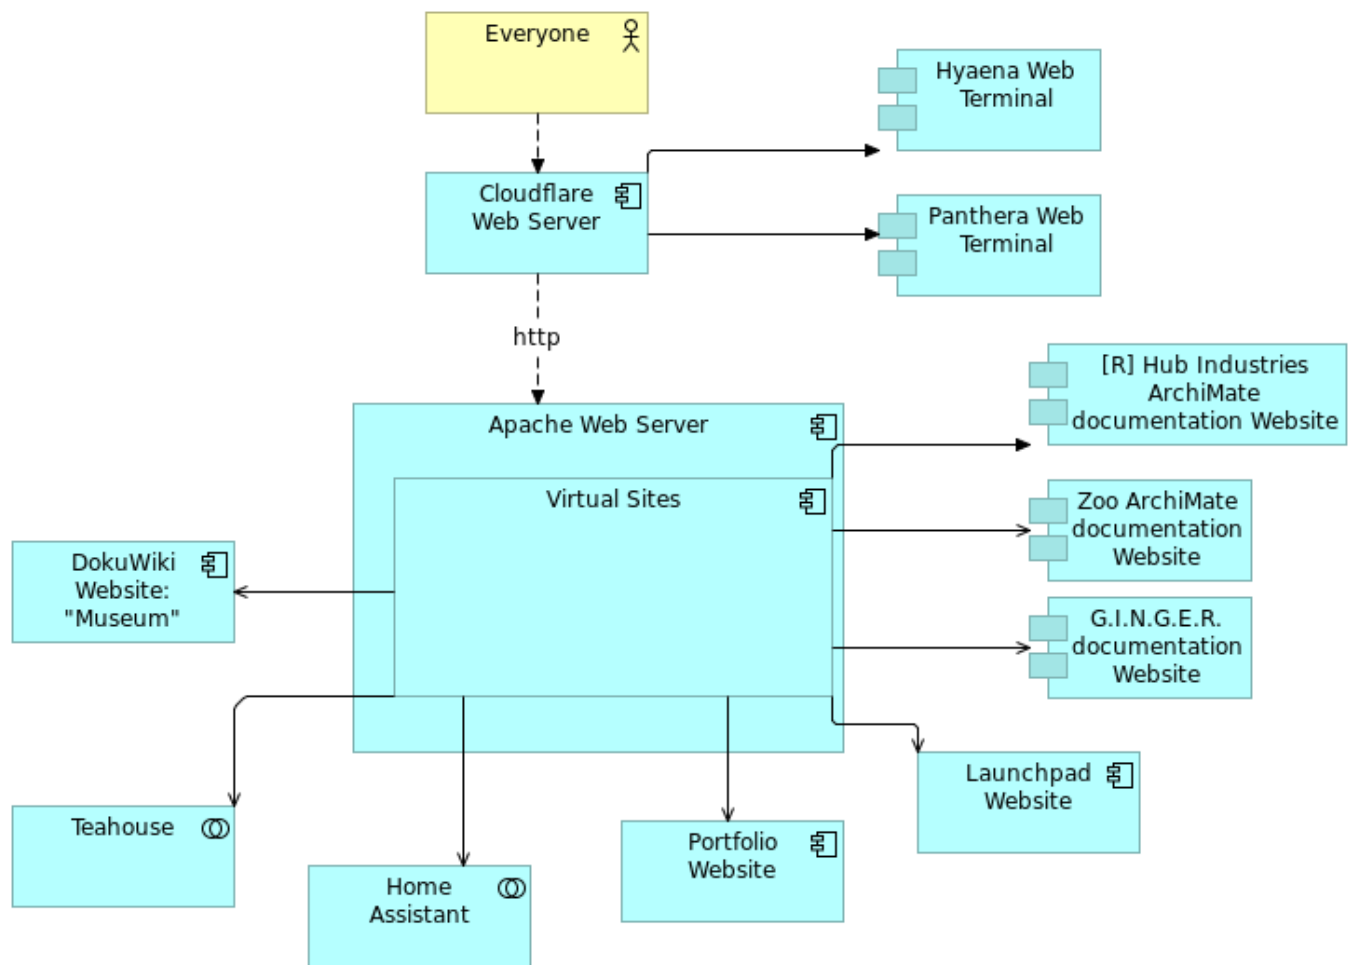 Everyone
Hyaena Web
Terminal
Cloudflare
Web Server
Panthera Web
Terminal
http
[R] Hub Industries
ArchiMate
documentation Website
Apache Web Server
Virtual Sites
Zoo ArchiMate
documentation
Website
DokuWiki
Website:
"Museum"
G.I.N.G.E.R.
documentation
Website
Launchpad
Website
Teahouse
Portfolio
Website
Home
Assistant